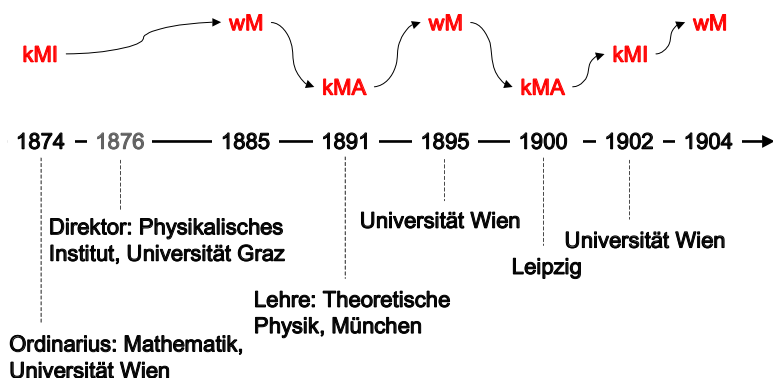 kMI
wM
kMA
wM
kMA
kMI
wM
1874 – 1876 — 1885 — 1891 — 1895 — 1900 – 1902 – 1904
Direktor: Physikalisches
Institut, Universität Graz
Universität Wien
Universität Wien
Leipzig
Lehre: Theoretische
Physik, München
Ordinarius: Mathematik,
Universität Wien